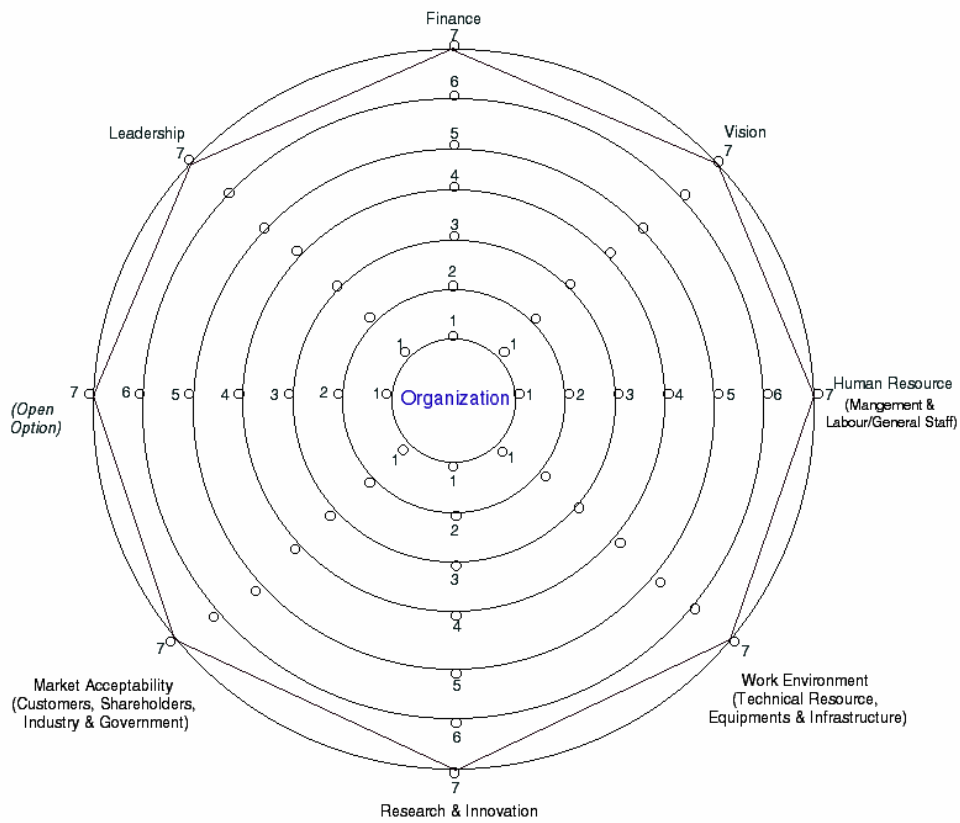 Finance
7
6
Leadership
Vision
7
7
5
4
3
2
1
1
1
7 6 5 4 3 2 1 Organization 1 2 3 4 5 6 7
Human Resource
(Mangement &
Labour/General Staff)
(Open
Option)
1
1
1
2
3
4
5
6
7
7
7
Market Acceptability
(Customers, Shareholders,
Industry & Government)
Work Environment
(Technical Resource,
Equipments & Infrastructure)
Research & Innovation